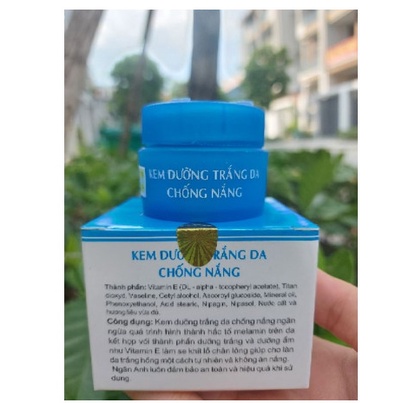 KEM DƯỠNG TRẮNG DA
CHỐNG NẮNG
KEM DƯỠNG TRẮNG DA
CHỐNG NẮNG
Thành phần: Vitamin E (DL - alpha - tocopheryl acetate), Titan
dioxyd, Vaseline, Cetyl alcohol, Ascorbyl glucoside, Mineral oil,
Phenoxyethanol, Acid stearic, Nipagin, Nipasol, Nước cất và
hương liệu vừa đủ.
Công dụng: Kem dưỡng trắng da chống nắng ngăn
ngừa quá trình hình thành hắc tố melamin trên da
kết hợp với thành phần dưỡng trắng và dưỡng ẩm
như Vitamin E làm se khít lỗ chân lông giúp cho làn
da trắng hồng một cách tự nhiên và không ăn nắng.
Ngân Anh luôn đảm bảo an toàn và hiệu quả khi sử
dụng.